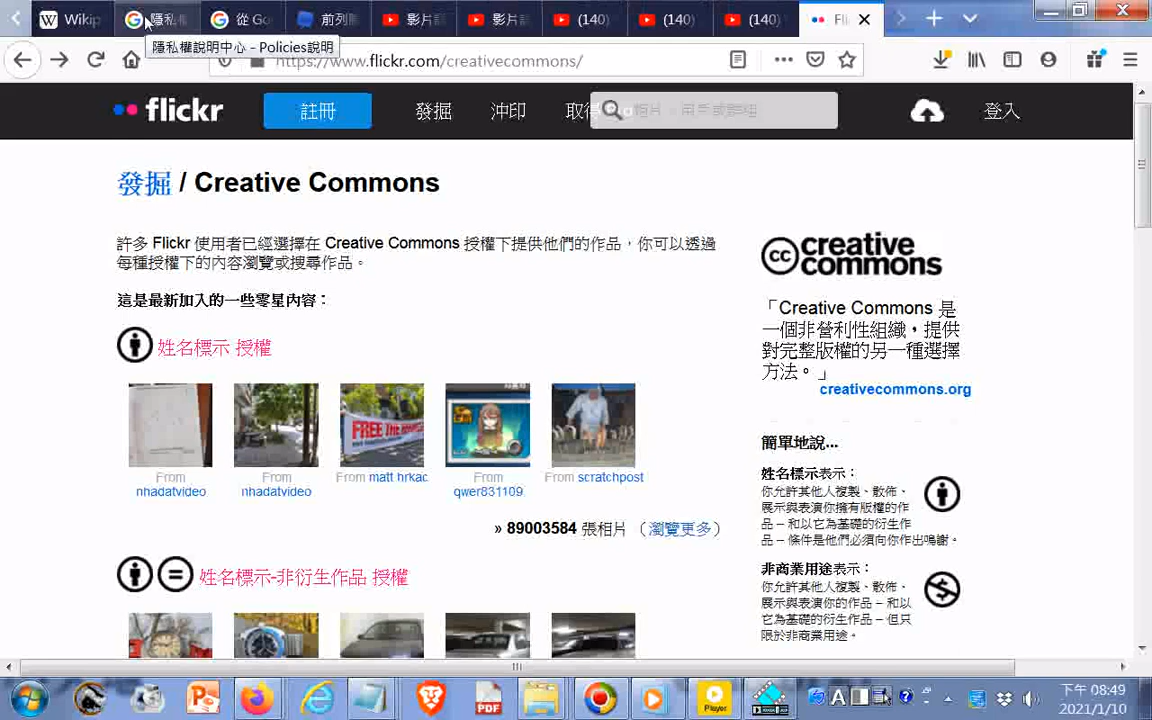 Wikip
隱私權
從 Go
前列腺
影片
影片
(140)
(140)
(140)
Fli
隱私權說明中心 – Policies說明
https://www.flickr.com/creativecommons/
flickr
註冊
發掘
沖印
取得
登入
發掘 / Creative Commons
許多 Flickr 使用者已經選擇在 Creative Commons 授權下提供他們的作品，你可以透過
每種授權下的內容瀏覽或搜尋作品。
這是最新加入的一些零星內容：
姓名標示 授權
FREE THE
From
nhadatvideo
From
nhadatvideo
From matt hrkac
From
qwer831109
From scratchpost
» 89003584 張相片 （瀏覽更多）
姓名標示-非衍生作品 授權
cc creative
commons
「Creative Commons 是
一個非營利性組織，提供
對完整版權的另一種選擇
方法。」
creativecommons.org
簡單地說...
姓名標示表示：
你允許其他人複製、散佈、
展示與表演你擁有版權的作
品 – 和以它為基礎的衍生作
品 – 條件是他們必須向你作出鳴謝。
非商業用途表示：
你允許其他人複製、散佈、
展示與表演你的作品 – 和以
它為基礎的衍生作品 – 但只
限於非商業用途。
PDF
Player
A
下午 08:49
2021/1/10